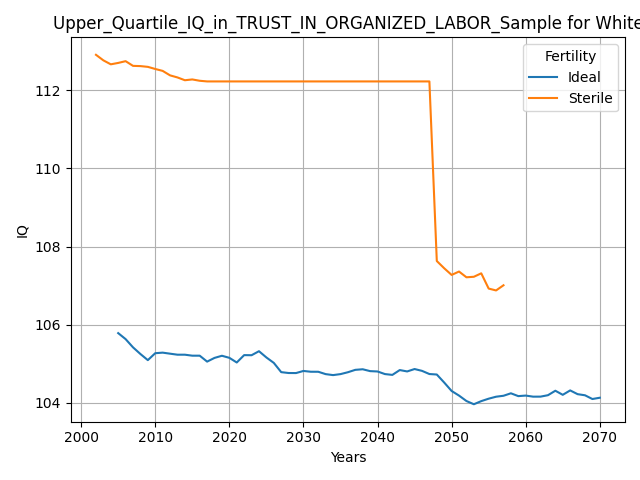 Upper_Quartile_IQ_in_TRUST_IN_ORGANIZED_LABOR_Sample for White
Fertility
Ideal
Sterile
112
110
108
106
104
IQ
2000 2010 2020 2030 2040 2050 2060 2070
Years